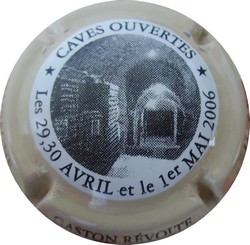 ★ CAVES OUVERTES ★
Les 29.30 AVRIL et le 1er MAI 2006
GASTON RÉVOLTE